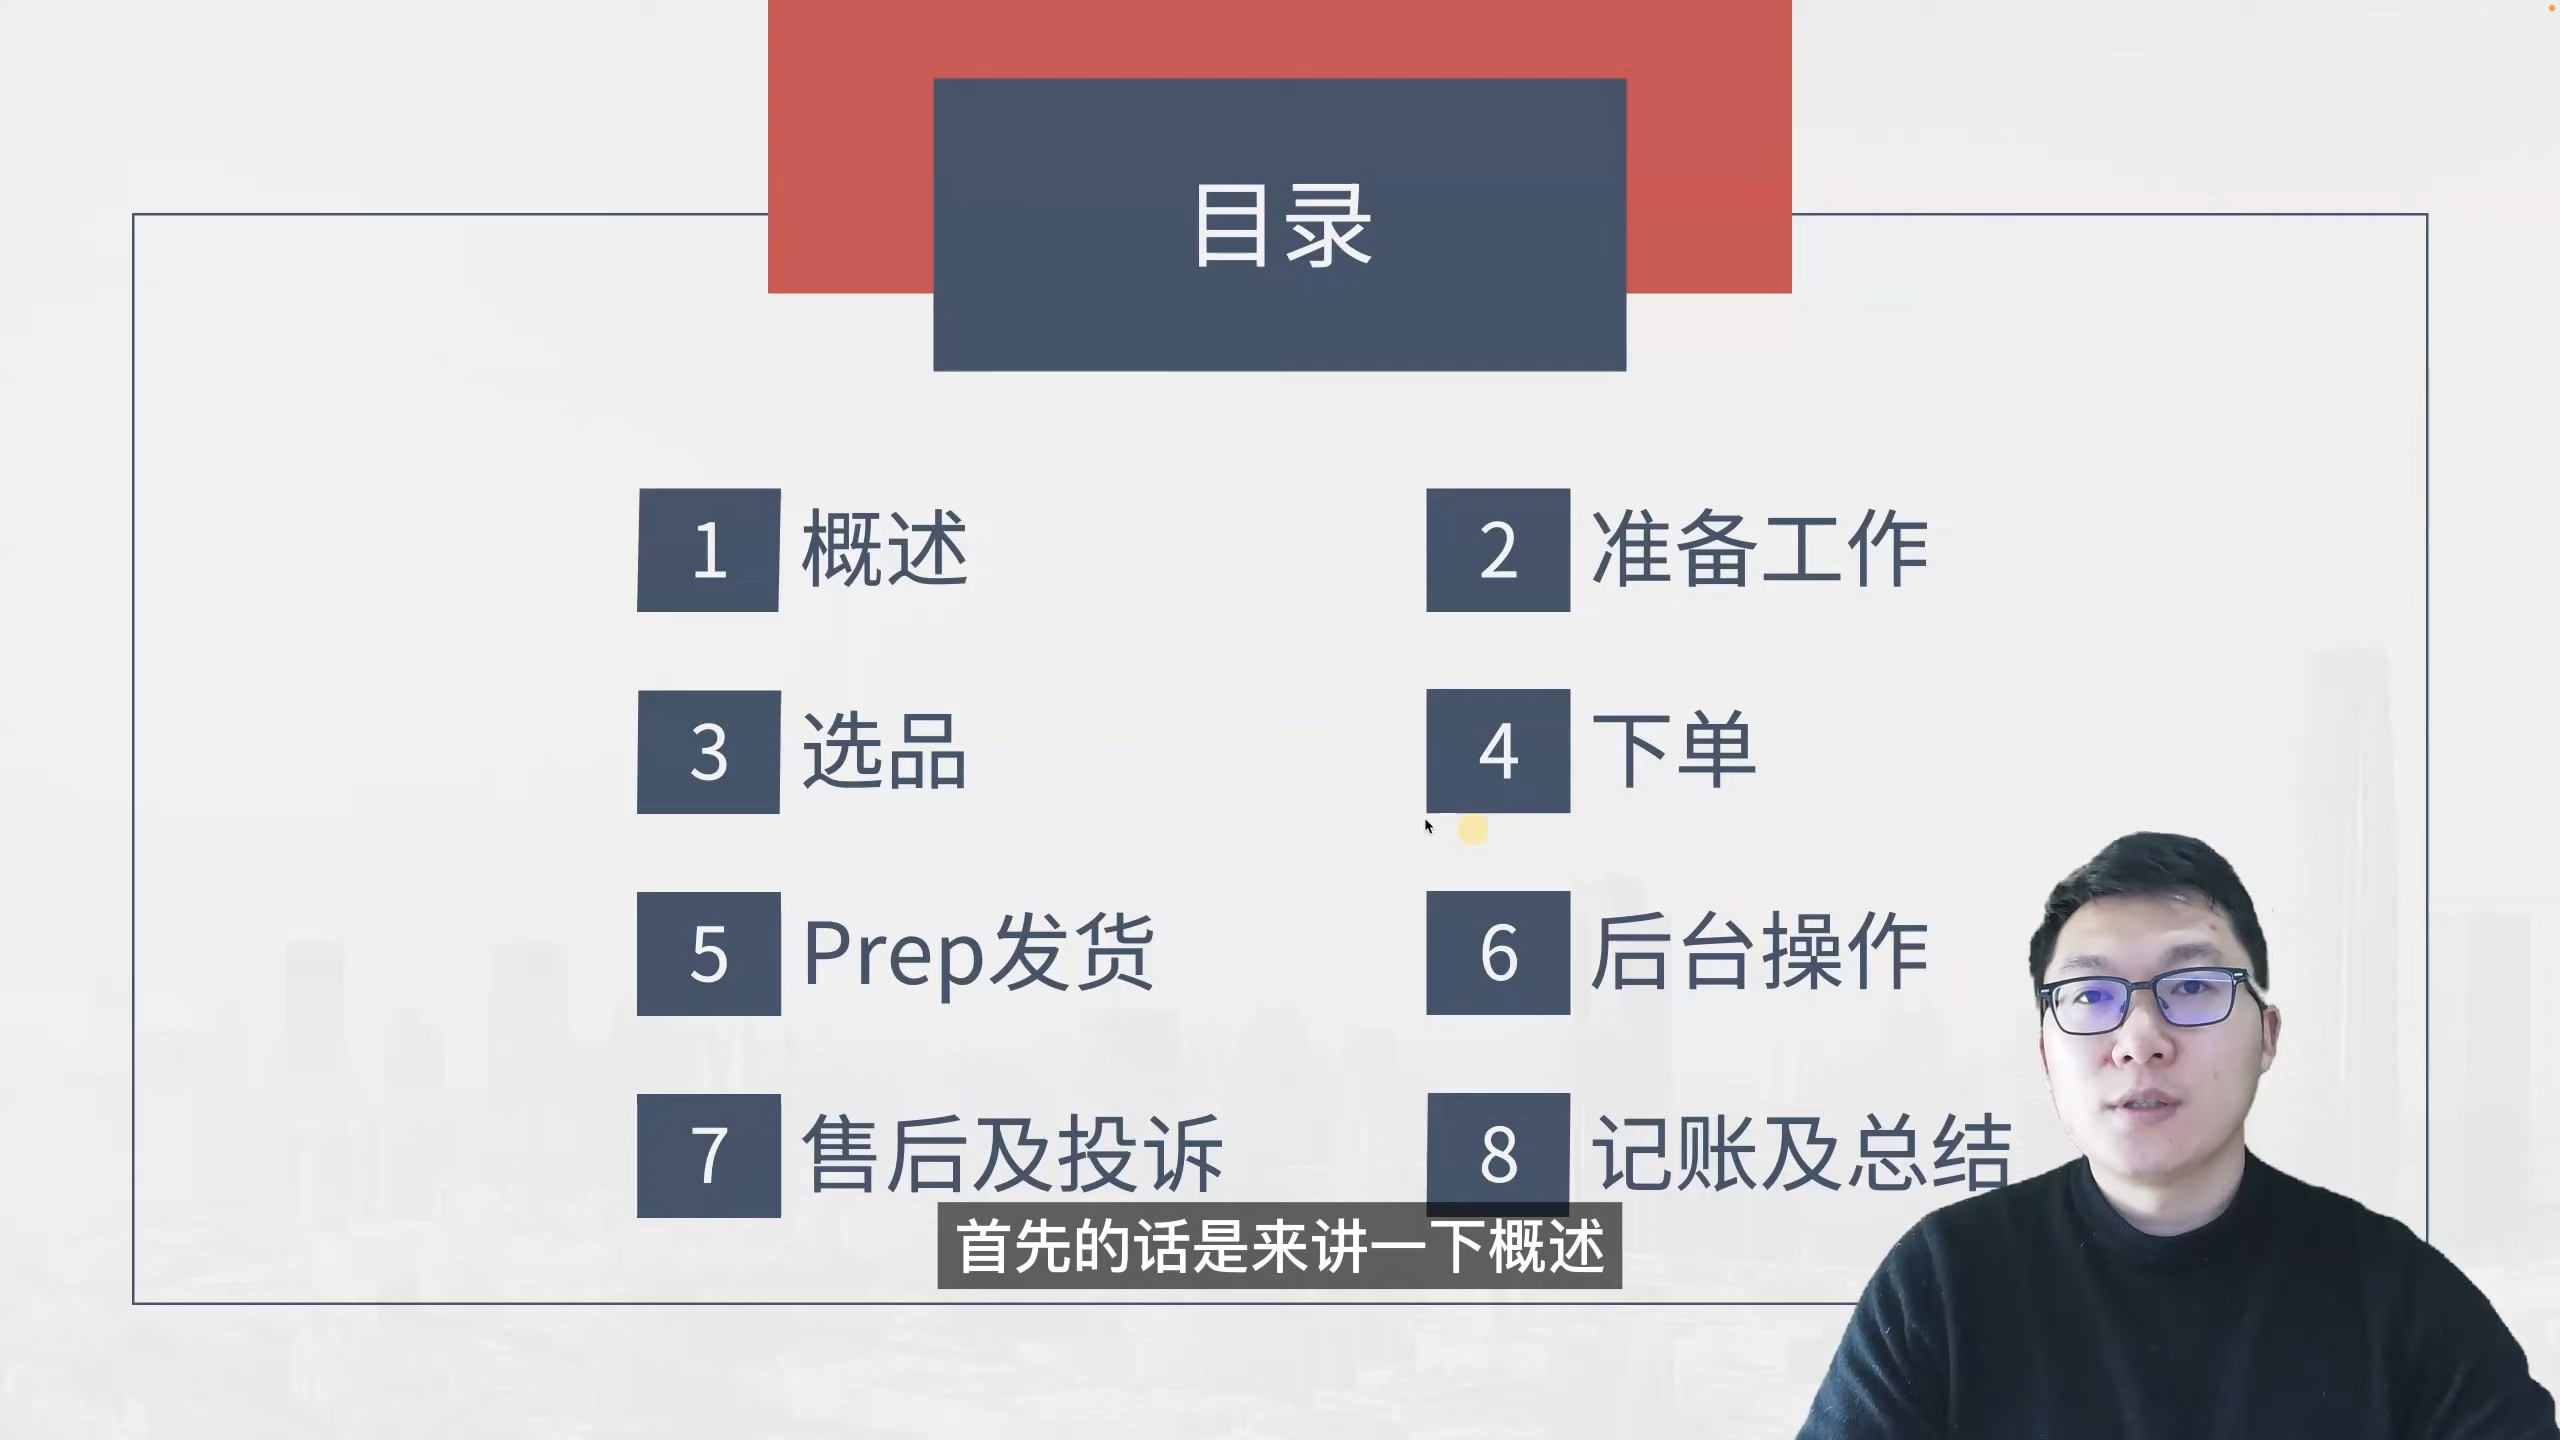 目录
1 概述
2 准备工作
3 选品
4 下单
5 Prep发货
6 后台操作
7 售后及投诉
8 记账及总结
首先的话是来讲一下概述